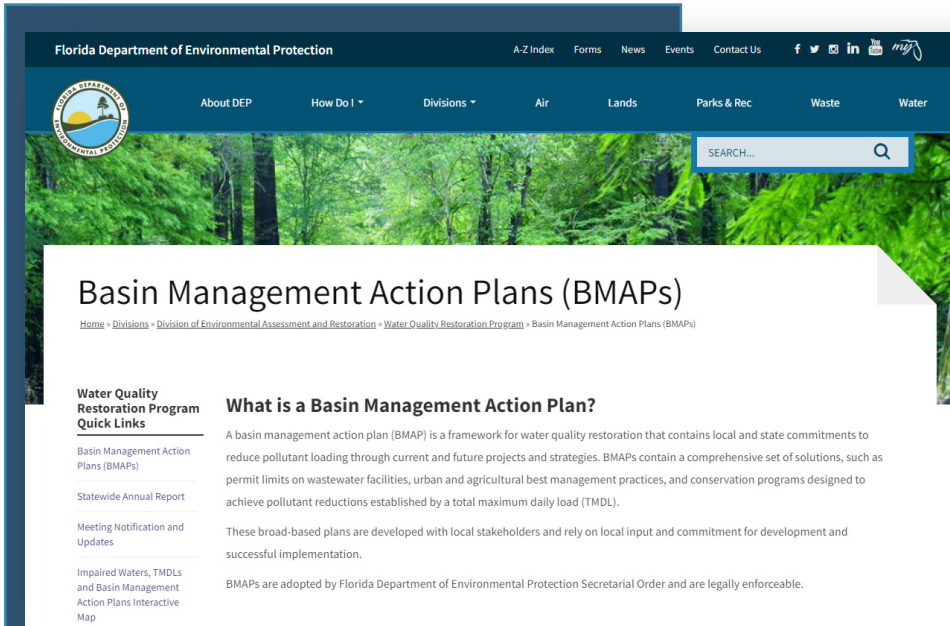 Florida Department of Environmental Protection
A-Z Index Forms News Events Contact Us
You Tube
FLORIDA DEPARTMENT OF ENVIRONMENTAL PROTECTION
About DEP How Do I Divisions Air Lands Parks & Rec Waste Water
SEARCH...
Basin Management Action Plans (BMAPs)
Home » Divisions » Division of Environmental Assessment and Restoration » Water Quality Restoration Program » Basin Management Action Plans (BMAPs)
Water Quality
Restoration Program
Quick Links
Basin Management Action
Plans (BMAPs)
Statewide Annual Report
Meeting Notification and
Updates
Impaired Waters, TMDLs
and Basin Management
Action Plans Interactive
Map
What is a Basin Management Action Plan?
A basin management action plan (BMAP) is a framework for water quality restoration that contains local and state commitments to
reduce pollutant loading through current and future projects and strategies. BMAPs contain a comprehensive set of solutions, such as
permit limits on wastewater facilities, urban and agricultural best management practices, and conservation programs designed to
achieve pollutant reductions established by a total maximum daily load (TMDL).
These broad-based plans are developed with local stakeholders and rely on local input and commitment for development and
successful implementation.
BMAPs are adopted by Florida Department of Environmental Protection Secretarial Order and are legally enforceable.